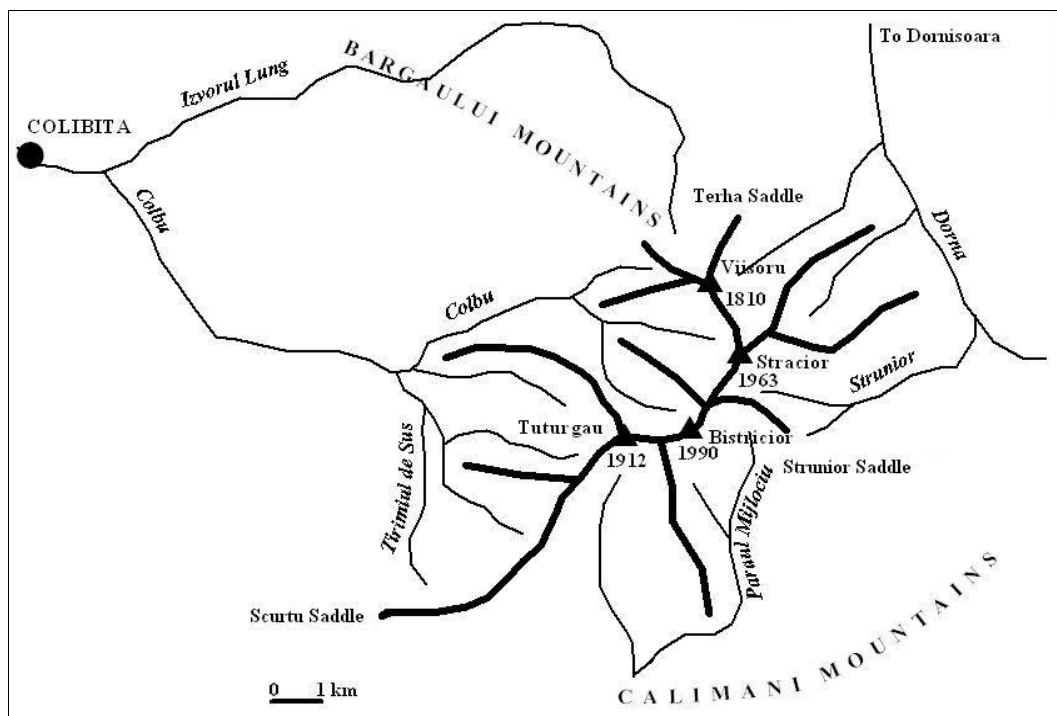 To Dornisoara
BARGAULUI MOUNTAINS
Izvorul Lung
COLIBITA
Colbu
Terha Saddle
Dorna
Viisoru
1810
Colbu
Stracior
1963
Strunior
Tuturgau
1912
Bistricior
1990
Strunior Saddle
Tirimiul de Sus
Paraul Mijlociu
Scurtu Saddle
CALIMANI MOUNTAINS
0 1 km